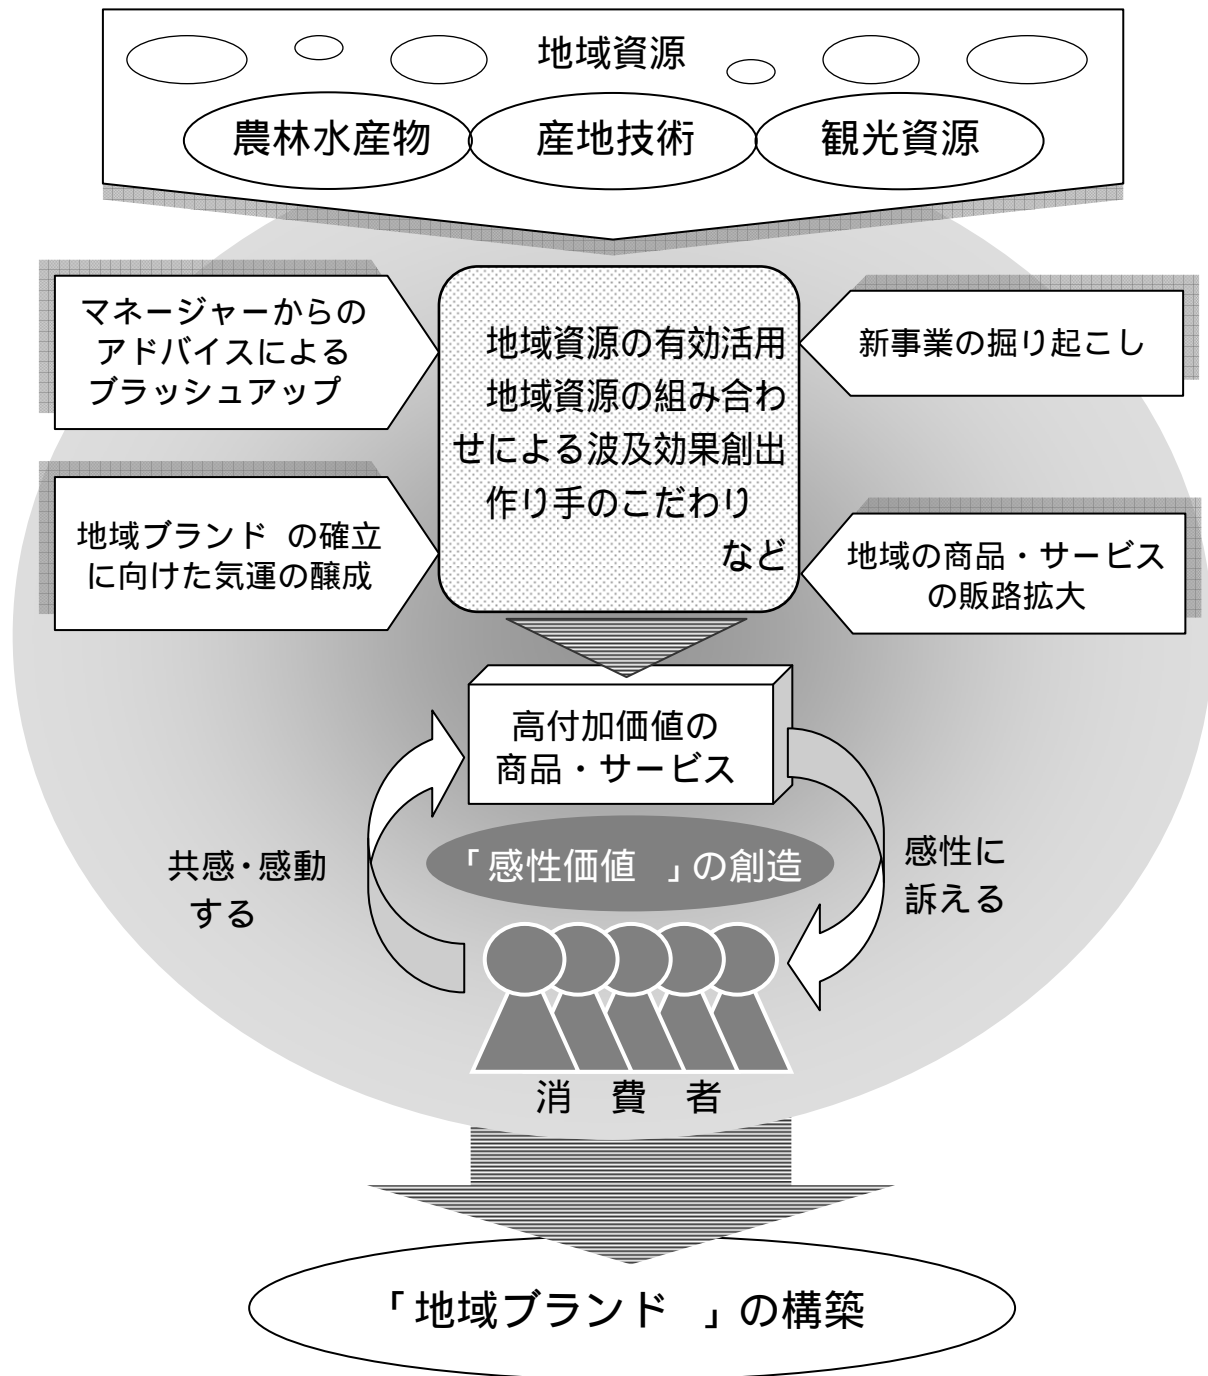 地域資源
農林水産物
産地技術
観光資源
マネージャーからの
アドバイスによる
ブラッシュアップ
地域資源の有効活用
地域資源の組み合わ
せによる波及効果創出
作り手のこだわり
など
新事業の掘り起こし
地域ブランド の確立
に向けた気運の醸成
地域の商品・サービス
の販路拡大
高付加価値の
商品・サービス
共感・感動
する
「感性価値 」の創造
感性に
訴える
消 費 者
「地域ブランド 」の構築